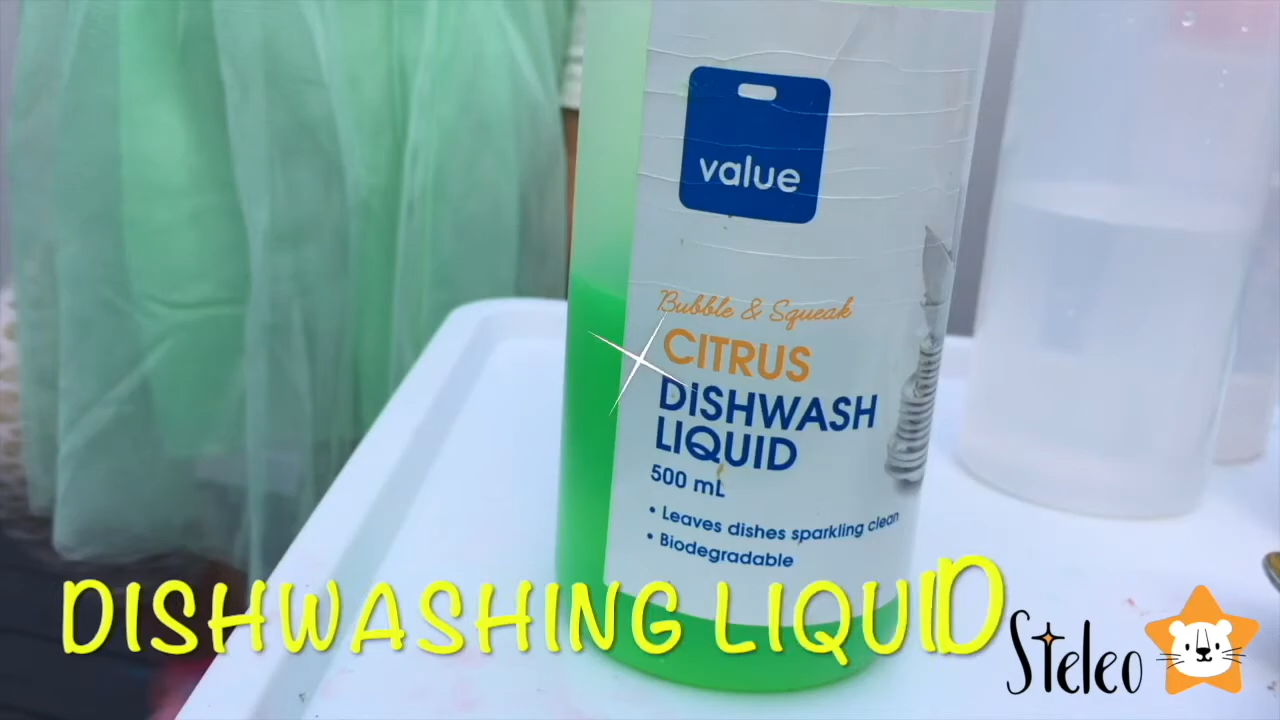 value
Bubble & Squeak
CITRUS
DISHWASH
LIQUID
500 mL
• Leaves dishes sparkling clean
• Biodegradable
DISHWASHING LIQUID
Steleo